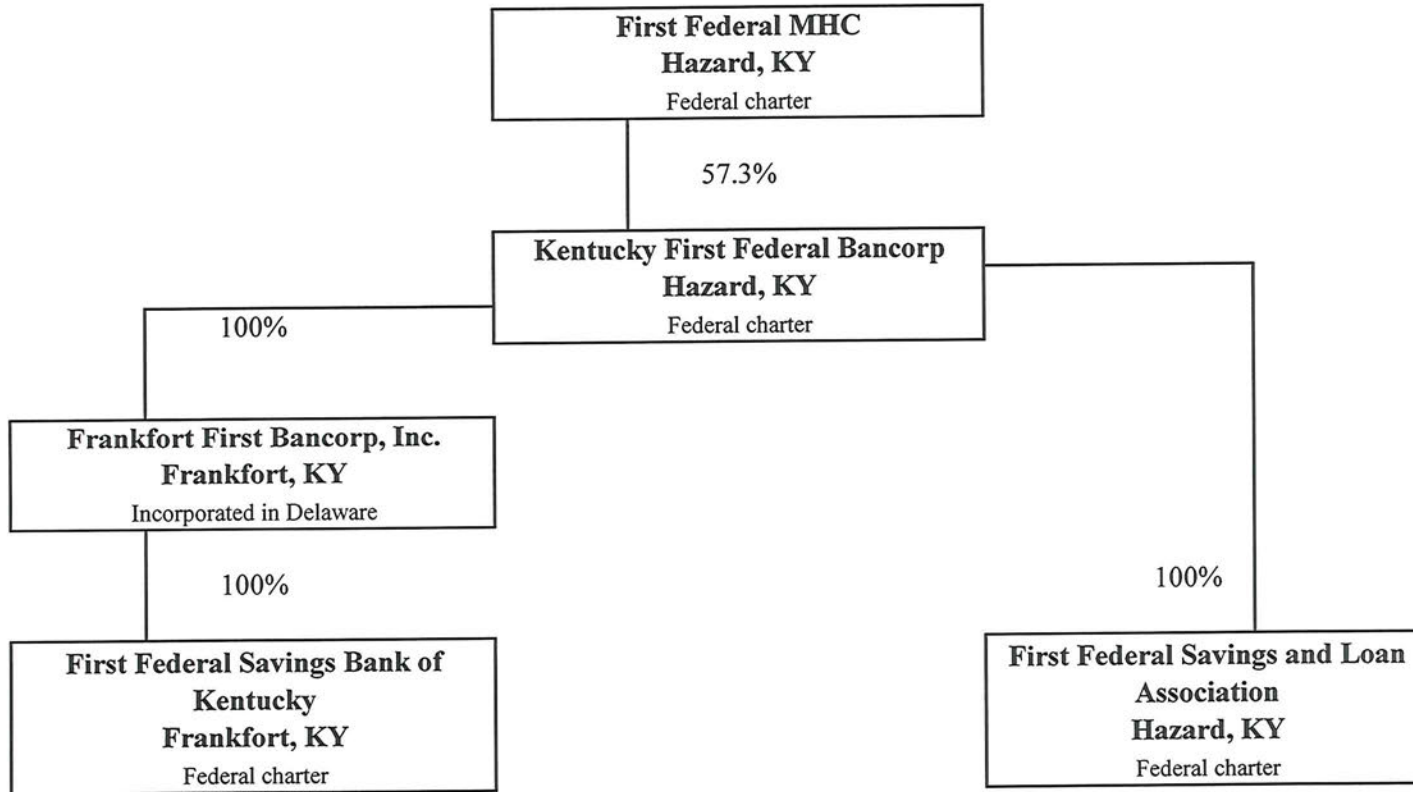 First Federal MHC
Hazard, KY
Federal charter
57.3%
Kentucky First Federal Bancorp
Hazard, KY
Federal charter
100%
Frankfort First Bancorp, Inc.
Frankfort, KY
Incorporated in Delaware
100%
100%
First Federal Savings Bank of
Kentucky
Frankfort, KY
Federal charter
First Federal Savings and Loan
Association
Hazard, KY
Federal charter